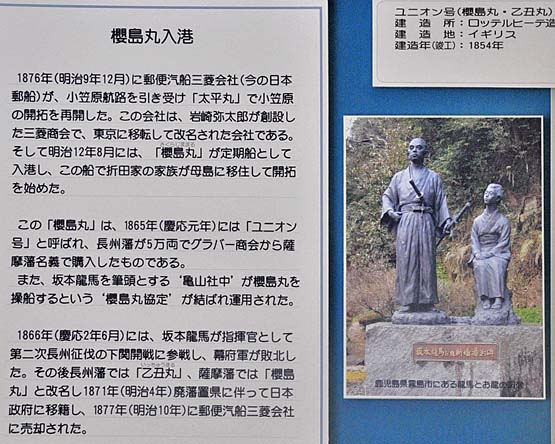 櫻島丸入港
1876年(明治9年12月)に郵便汽船三菱会社(今の日本
郵船)が、小笠原航路を引き受け「太平丸」で小笠原
の開拓を再開した。この会社は、岩崎弥太郎が創設し
た三菱商会で、東京に移転して改名された会社である。
そして明治12年8月には、「櫻島丸」が定期船として
入港し、この船で折田家の家族が母島に移住して開拓
を始めた。
この「櫻島丸」は、1865年(慶応元年)には「ユニオン
号」と呼ばれ、長州藩が5万両でグラバー商会から薩
摩藩名義で購入したものである。
また、坂本龍馬を筆頭とする‘亀山社中’が櫻島丸を
操船するという‘櫻島丸協定’が結ばれ運用された。
1866年(慶応2年6月)には、坂本龍馬が指揮官として
第二次長州征伐の下関開戦に参戦し、幕府軍が敗北し
た。その後長州藩では「乙丑丸」、薩摩藩では「櫻島
丸」と改名し1871年(明治4年)廃藩置県に伴って日本
政府に移籍し、1877年(明治10年)に郵便汽船三菱会社
に売却された。
ユニオン号(櫻島丸・乙丑丸)
建造所:ロッテルヒーテ造
建造地:イギリス
建造年(竣工):1854年
鹿児島県霧島市にある龍馬とお龍の